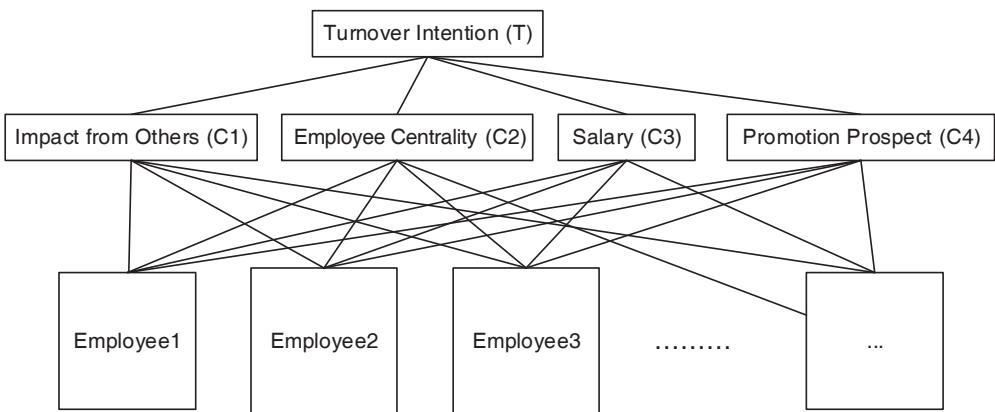 Turnover Intention (T)
Impact from Others (C1)
Employee Centrality (C2)
Salary (C3)
Promotion Prospect (C4)
Employee1
Employee2
Employee3
.........
...